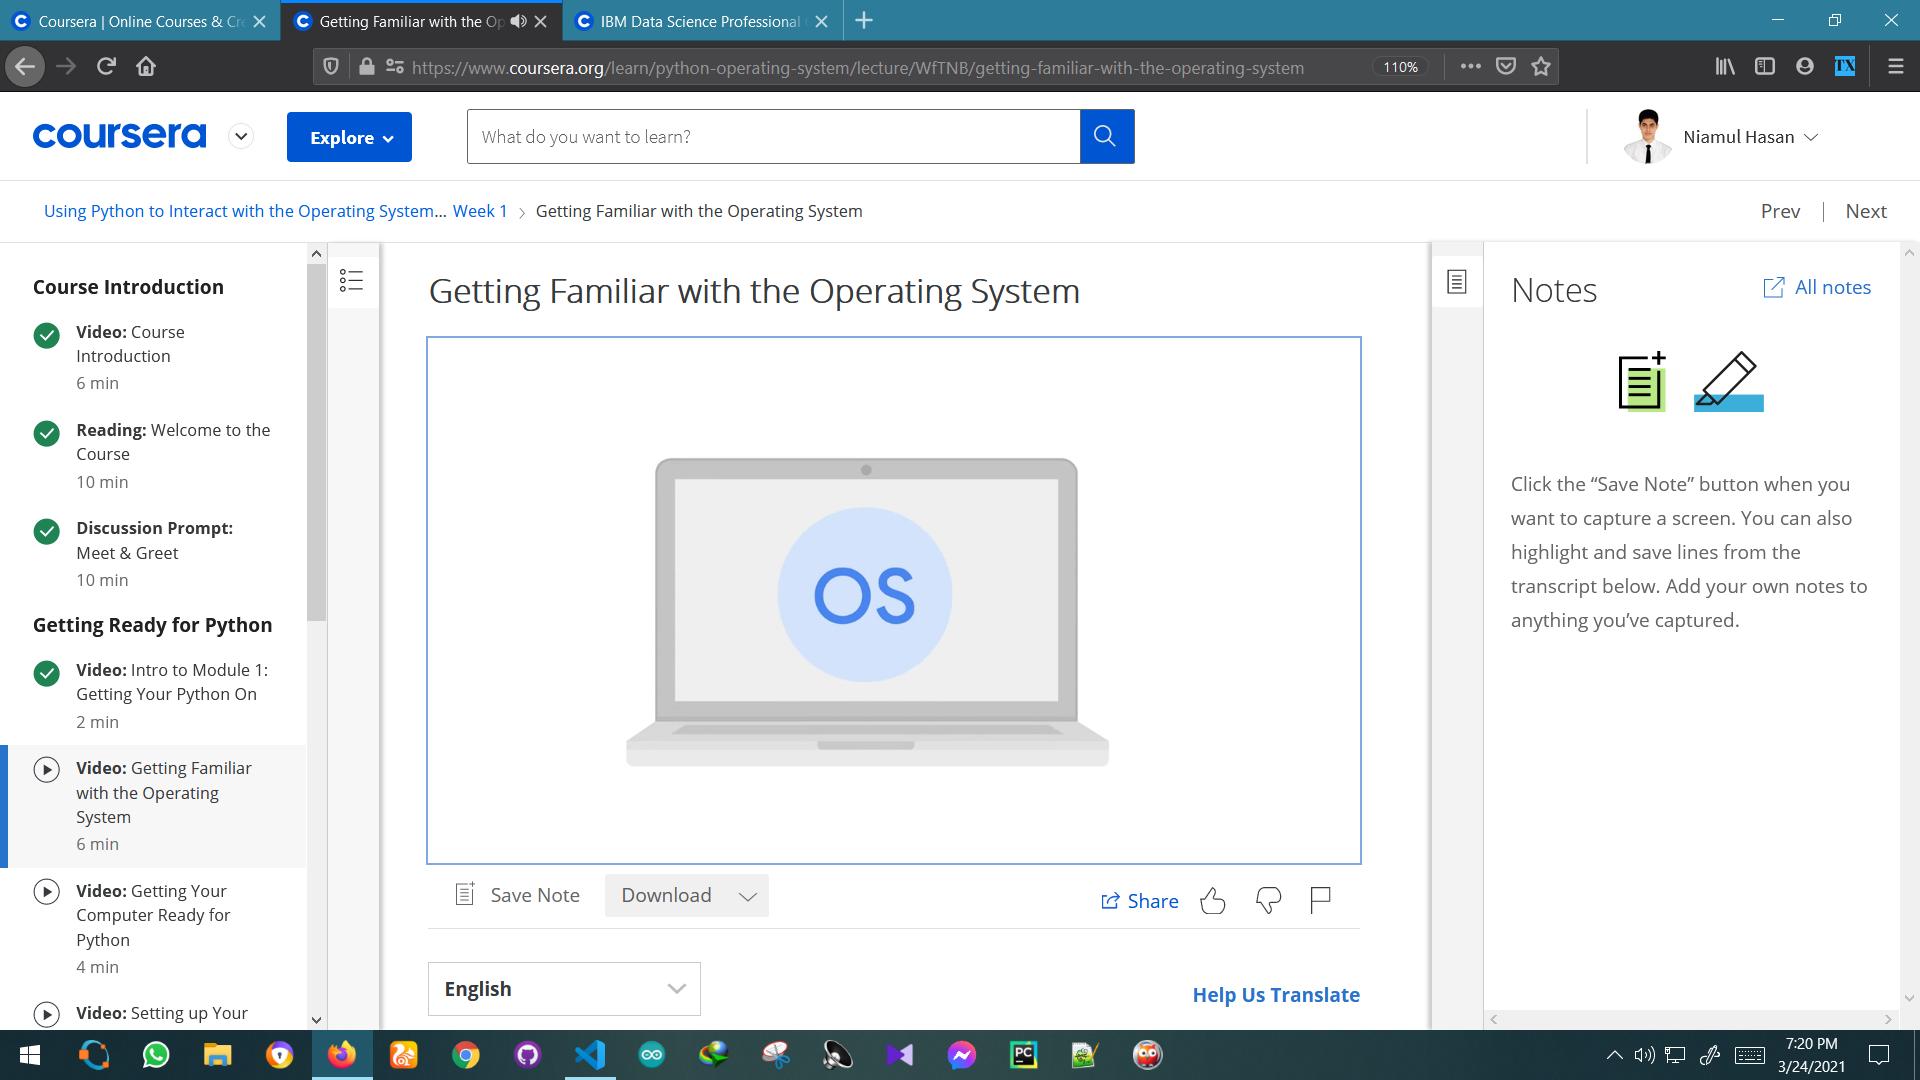 Coursera | Online Courses & Cr
Getting Familiar with the Op
IBM Data Science Professional
https://www.coursera.org/learn/python-operating-system/lecture/WfTNB/getting-familiar-with-the-operating-system
110%
TX
coursera
Explore
What do you want to learn?
Niamul Hasan
Using Python to Interact with the Operating System... Week 1 > Getting Familiar with the Operating System
Prev | Next
Course Introduction
Video: Course
Introduction
6 min
Reading: Welcome to the
Course
10 min
Discussion Prompt:
Meet & Greet
10 min
Getting Ready for Python
Video: Intro to Module 1:
Getting Your Python On
2 min
Video: Getting Familiar
with the Operating
System
6 min
Video: Getting Your
Computer Ready for
Python
4 min
Video: Setting up Your
Getting Familiar with the Operating System
OS
Save Note
Download
Share
English
Help Us Translate
Notes
All notes
Click the “Save Note” button when you
want to capture a screen. You can also
highlight and save lines from the
transcript below. Add your own notes to
anything you’ve captured.
PC
7:20 PM
3/24/2021